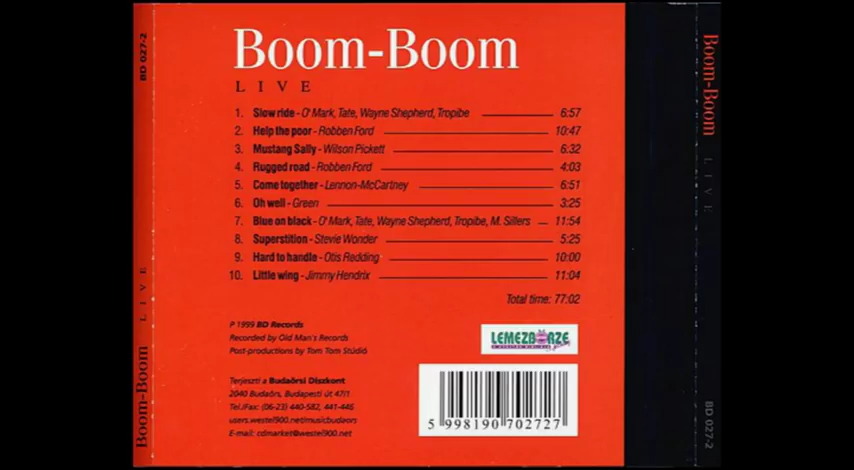 BD 027-2
Boom-Boom
LIVE
1. Slow ride - O' Mark, Tate, Wayne Shepherd, Tropibe 6:57
2. Help the poor - Robben Ford 10:47
3. Mustang Sally - Wilson Pickett 6:32
4. Rugged road - Robben Ford 4:03
5. Come together - Lennon-McCartney 6:51
6. Oh well - Green 3:25
7. Blue on black - O' Mark, Tate, Wayne Shepherd, Tropibe, M. Sillers 11:54
8. Superstition - Stevie Wonder 5:25
9. Hard to handle - Otis Redding 10:00
10. Little wing - Jimmy Hendrix 11:04
Total time: 77:02
P 1999 BD Records
Recorded by Old Man's Records
Post-productions by Tom Tom Stúdió
LEMEZBÖRZE
Terjeszti a Budaörsi Diszkont
2040 Budaörs, Budapesti út 47/1
Tel./Fax: (06-23) 440-582, 441-446
users.westel900.net/musicbudaors
E-mail: cdmarket@westel900.net
5 998190 702727
Boom-Boom LIVE
Boom-Boom LIVE
BD 027-2